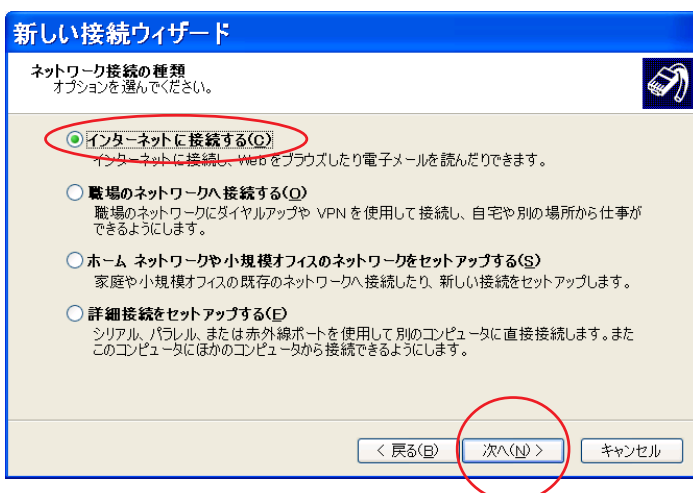 新しい接続ウィザード
ネットワーク接続の種類
オプションを選んでください。
インターネットに接続する(C)
インターネットに接続し、Webをブラウズしたり電子メールを読んだりできます。
職場のネットワークへ接続する(O)
職場のネットワークにダイヤルアップや VPN を使用して接続し、自宅や別の場所から仕事が
できるようにします。
ホーム ネットワークや小規模オフィスのネットワークをセットアップする(S)
家庭や小規模オフィスの既存のネットワークへ接続したり、新しい接続をセットアップします。
詳細接続をセットアップする(E)
シリアル、パラレル、または赤外線ポートを使用して別のコンピュータに直接接続します。また
このコンピュータにほかのコンピュータから接続できるようにします。
< 戻る(B) 次へ(N) > キャンセル